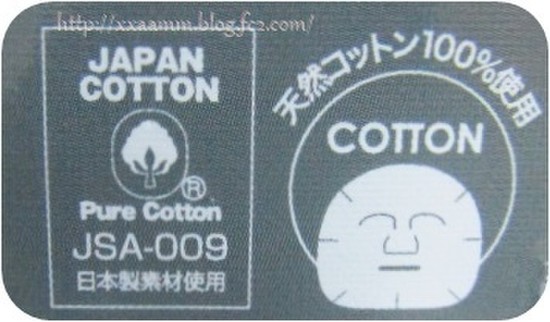 http://xxaamm.blog.fc2.com/
JAPAN
COTTON
®
Pure Cotton
JSA-009
日本製素材使用
天然コットン100%使用
COTTON